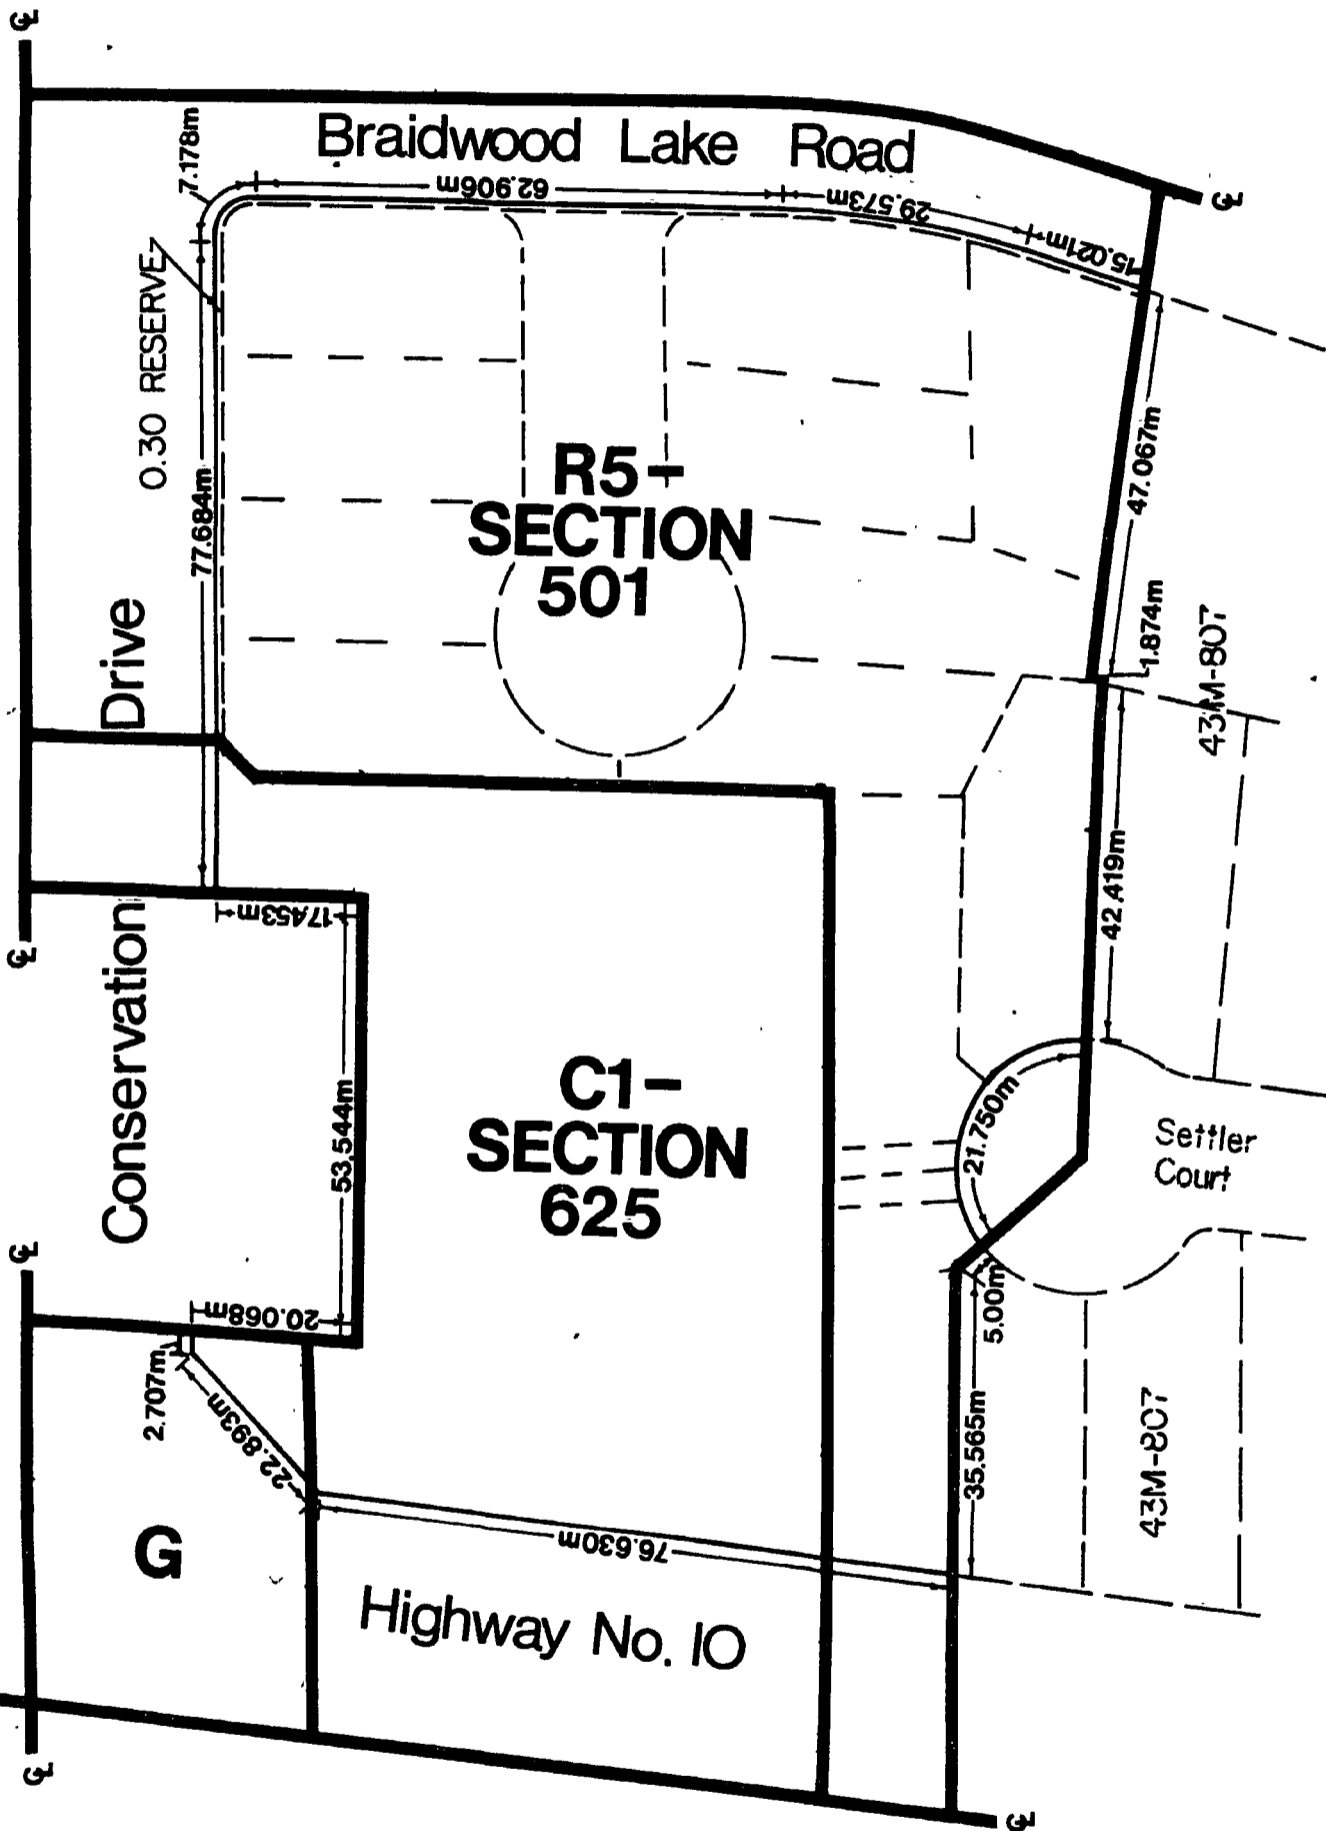 ℄
℄
Braidwood Lake Road
7.178m
62.906m
29.573m
15.021m
0.30 RESERVE
77.684m
47.067m
R5-
SECTION
501
Drive
1.874m
43M-807
42.419m
17.453m
℄
Conservation
53.544m
C1-
SECTION
625
21.750m
Settler
Court
℄
20.068m
5.00m
2.707m
22.893m
35.565m
43M-807
G
76.630m
Highway No. 10
℄
℄